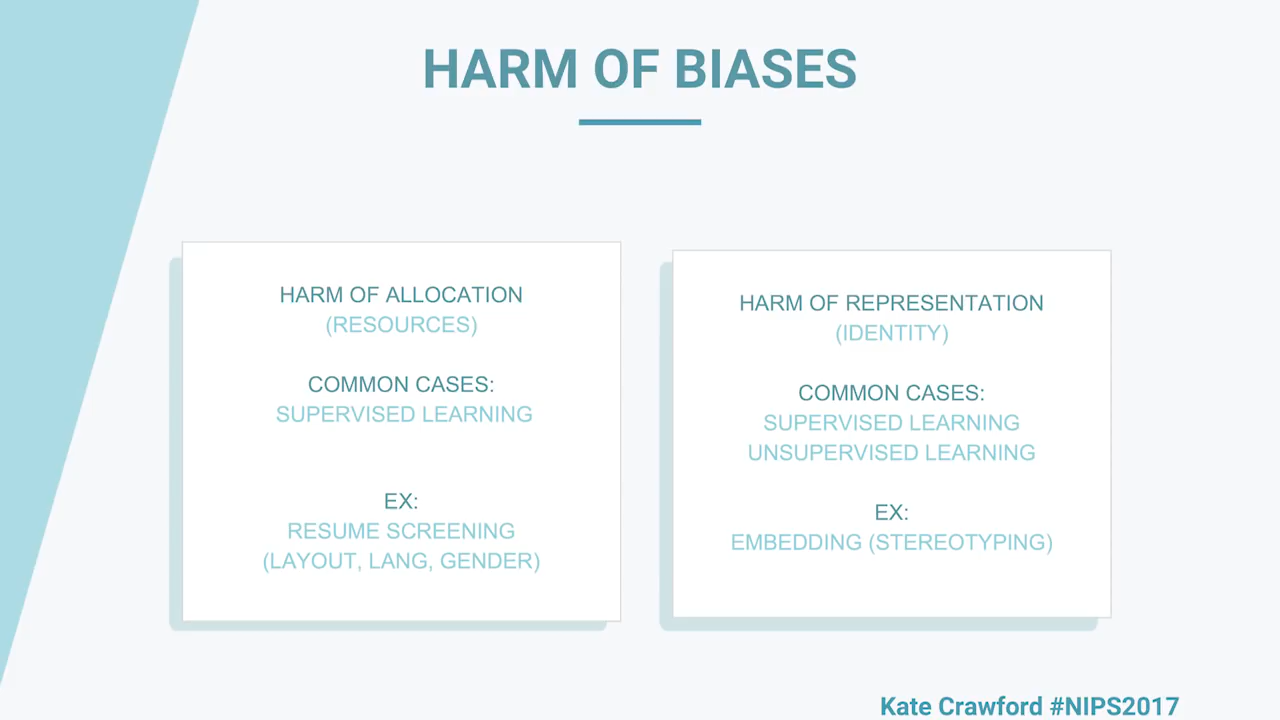 HARM OF BIASES
HARM OF ALLOCATION
(RESOURCES)
COMMON CASES:
SUPERVISED LEARNING
EX:
RESUME SCREENING
(LAYOUT, LANG, GENDER)
HARM OF REPRESENTATION
(IDENTITY)
COMMON CASES:
SUPERVISED LEARNING
UNSUPERVISED LEARNING
EX:
EMBEDDING (STEREOTYPING)
Kate Crawford #NIPS2017